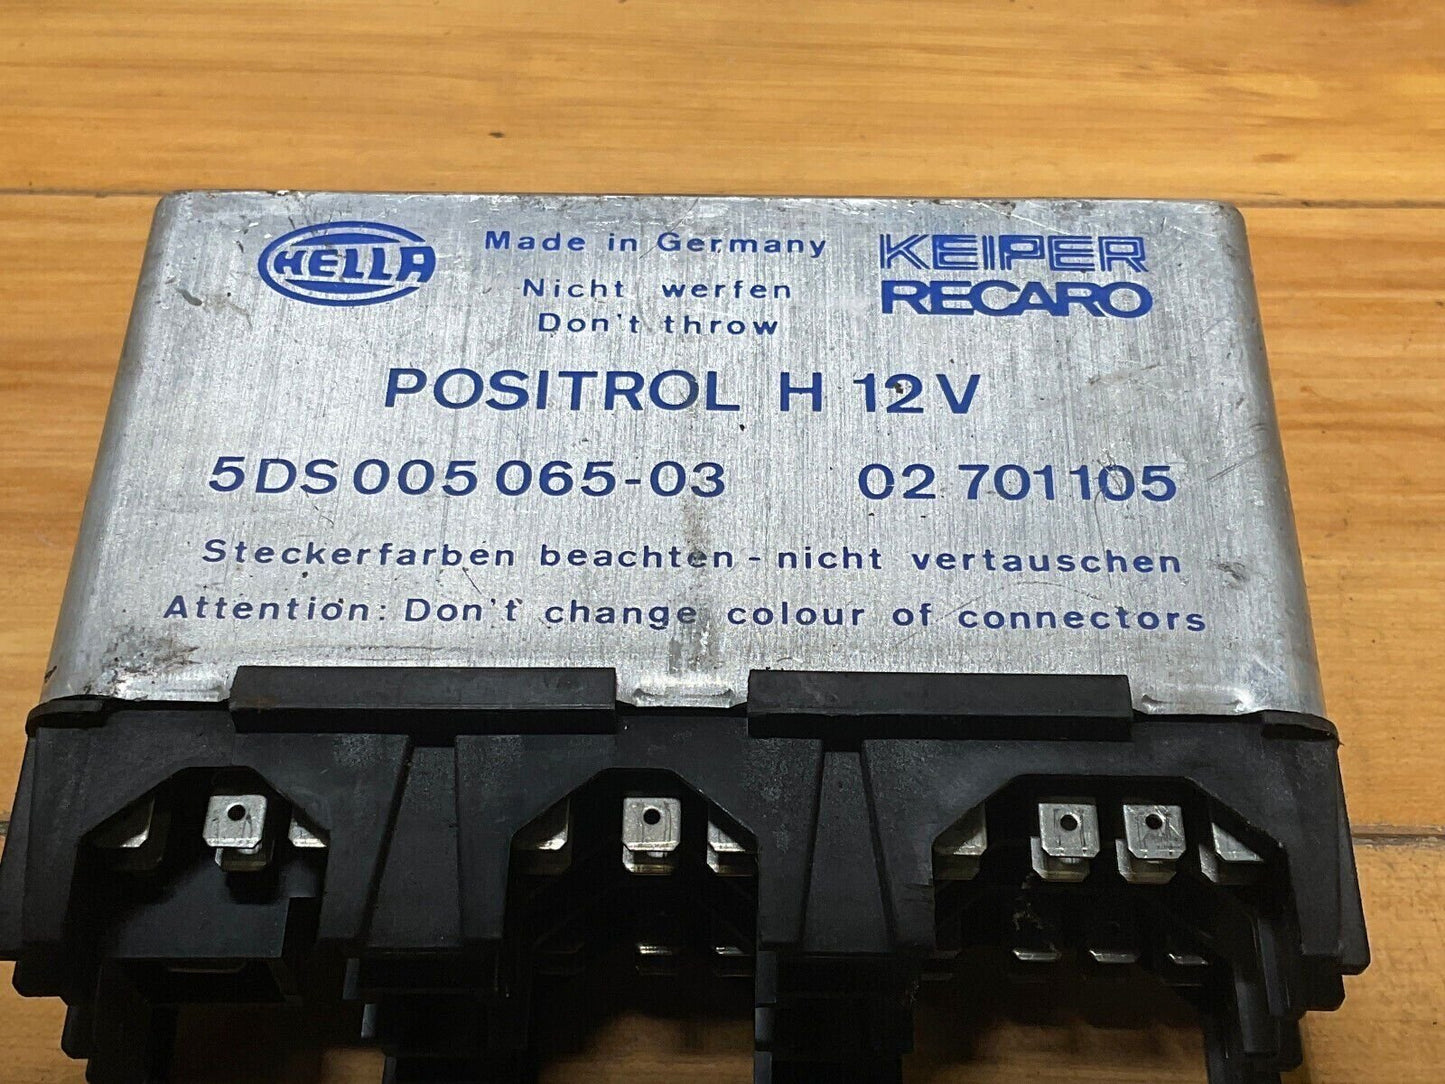 HELLA
Made in Germany
KEIPER
RECARO
Nicht werfen
Don't throw
POSITROL H 12V
5DS 005 065-03 02 701105
Steckerfarben beachten - nicht vertauschen
Attention: Don't change colour of connectors